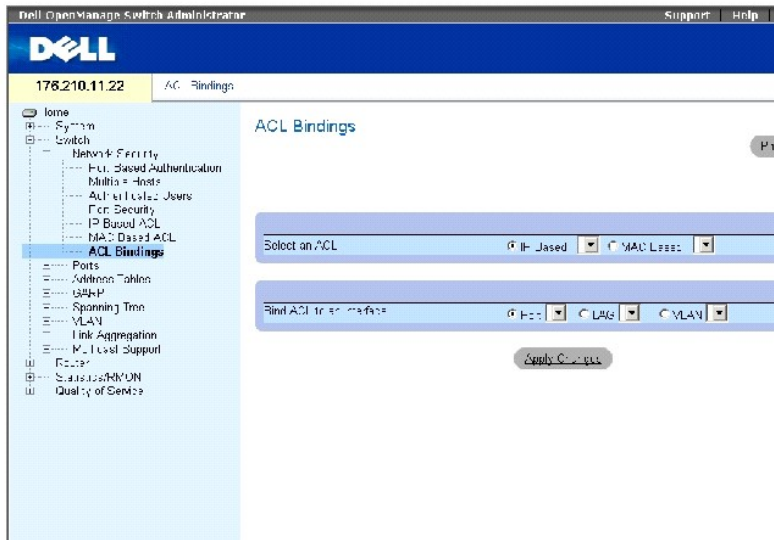 Dell OpenManage Switch Administrator
Support Help
DELL
176.210.11.22
Bindings
System
Switch
Network Security
Port Based Authentication
Multiple Hosts
Authenticated Users
Port Security
IP Based ACL
MAC Based ACL
ACL Bindings
Ports
Address Tables
GARP
Spanning Tree
VLAN
Link Aggregation
Multicast Support
Router
Statistics/RMON
Quality of Service
ACL Bindings
Select an ACL
IP Based
MAC Based
Bind ACL to an Interface
Port
LAG
VLAN
Apply Changes